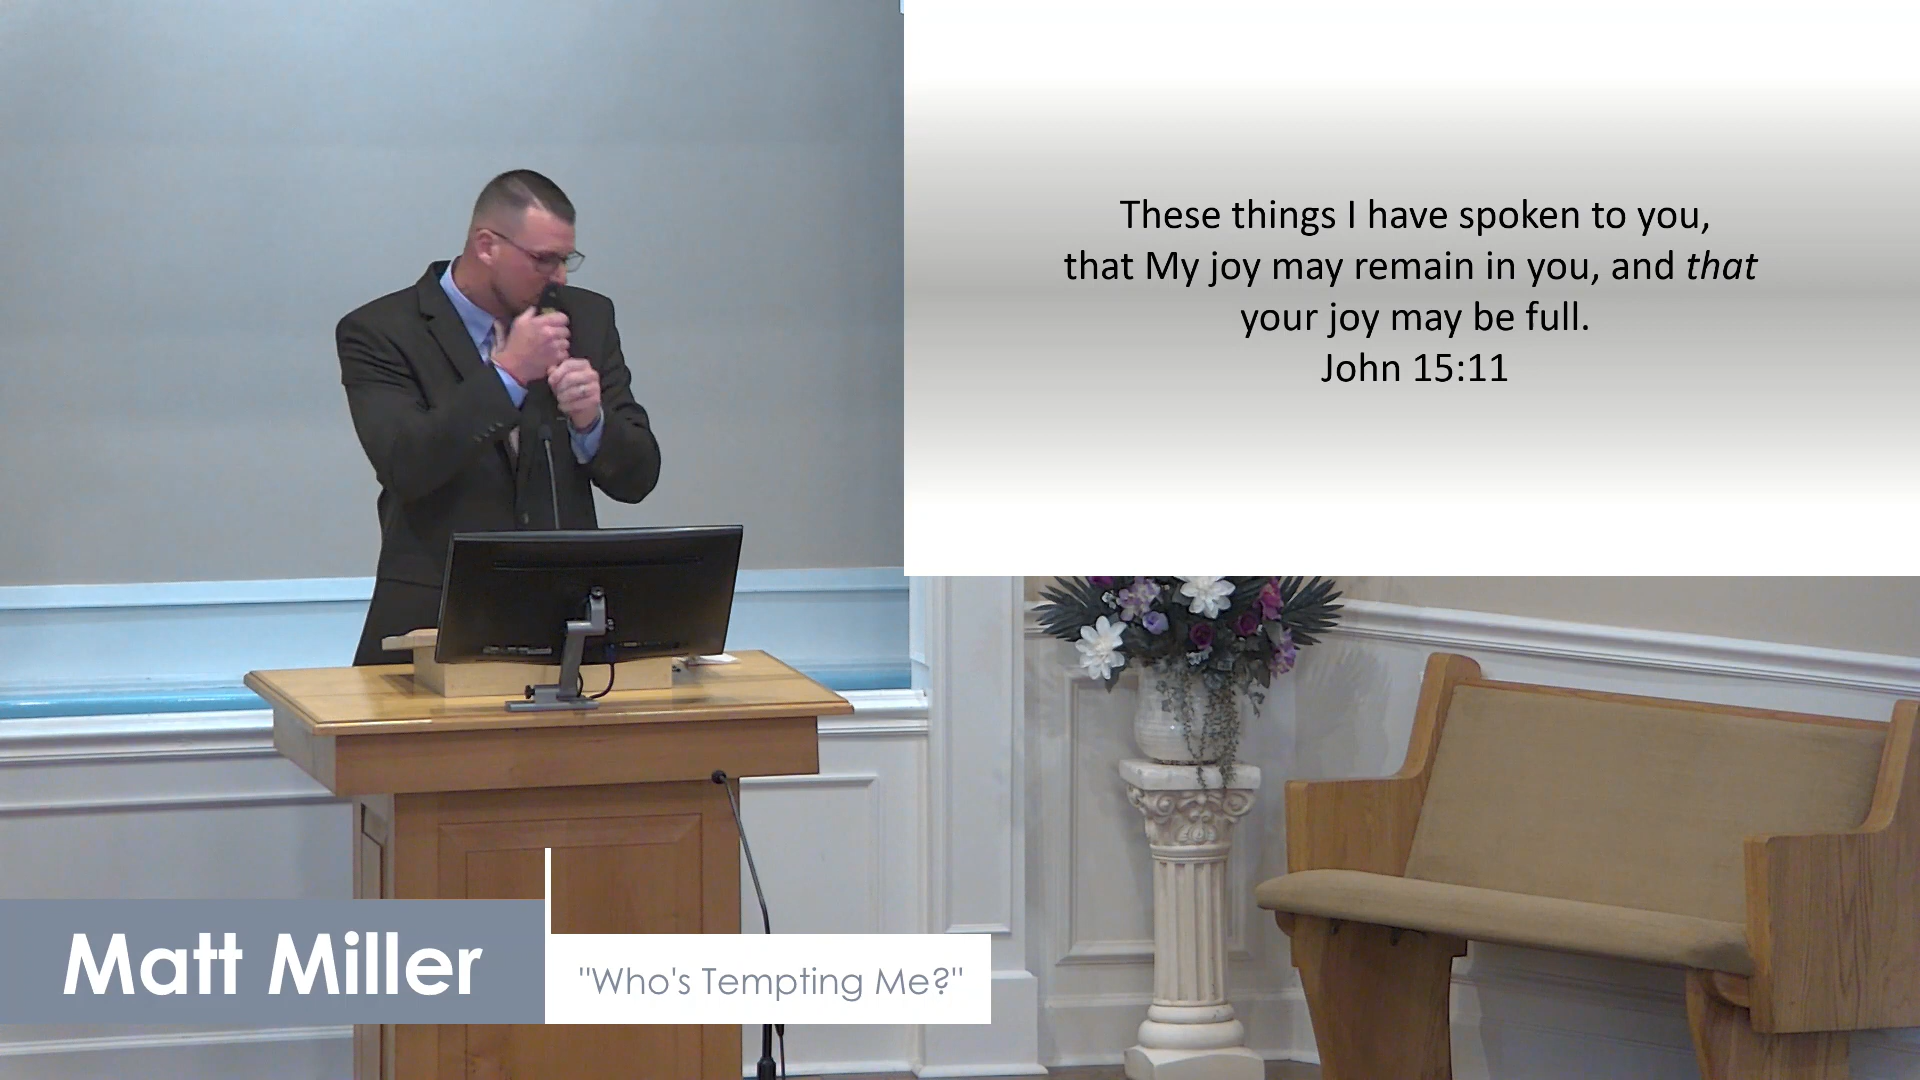 These things I have spoken to you,
that My joy may remain in you, and that
your joy may be full.
John 15:11
Matt Miller
"Who's Tempting Me?"